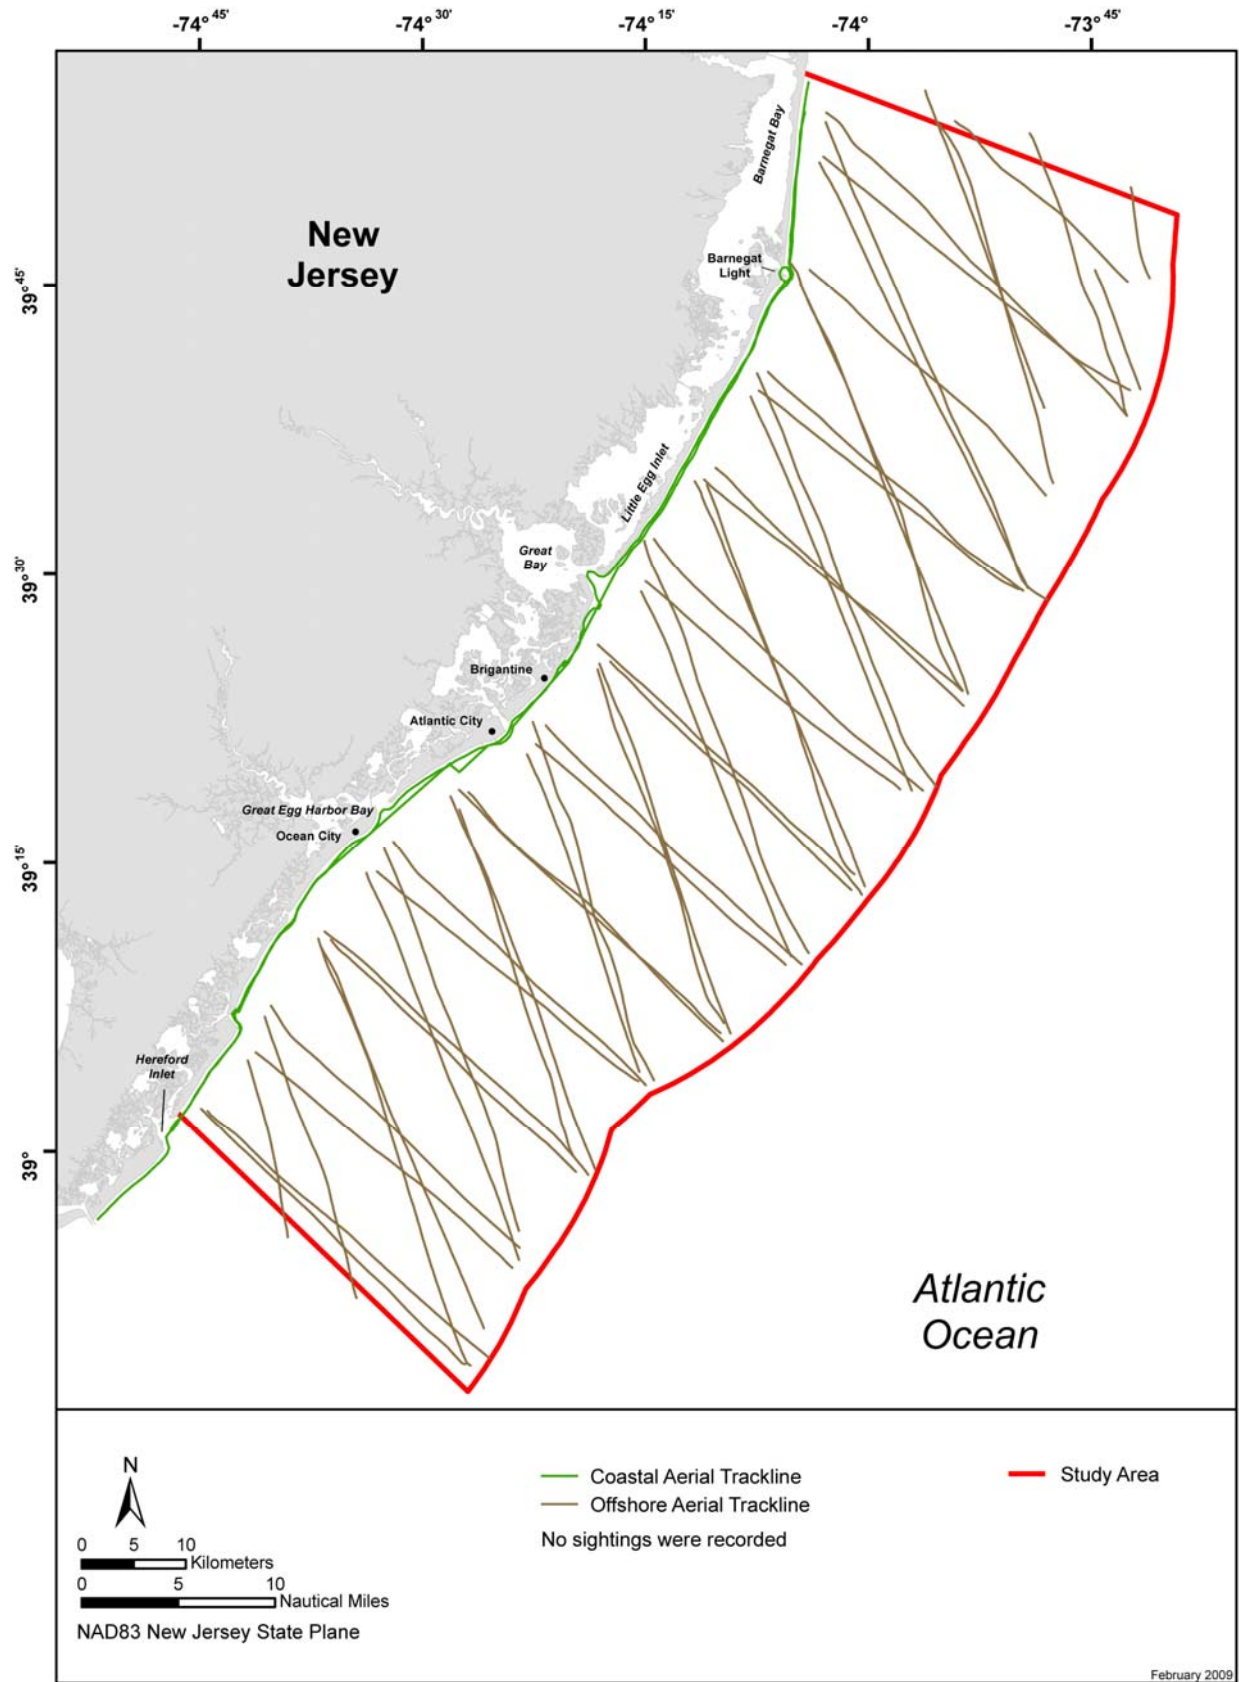 -74° 45'
-74° 30'
-74° 15'
-74°
-73° 45'
39° 45'
39° 30'
39° 15'
39°
New
Jersey
Barnegat Bay
Barnegat
Light
Little Egg Inlet
Great
Bay
Brigantine
Atlantic City
Great Egg Harbor Bay
Ocean City
Hereford
Inlet
Atlantic
Ocean
N
0 5 10
Kilometers
0 5 10
Nautical Miles
NAD83 New Jersey State Plane
Coastal Aerial Trackline
Offshore Aerial Trackline
No sightings were recorded
Study Area
February 2009